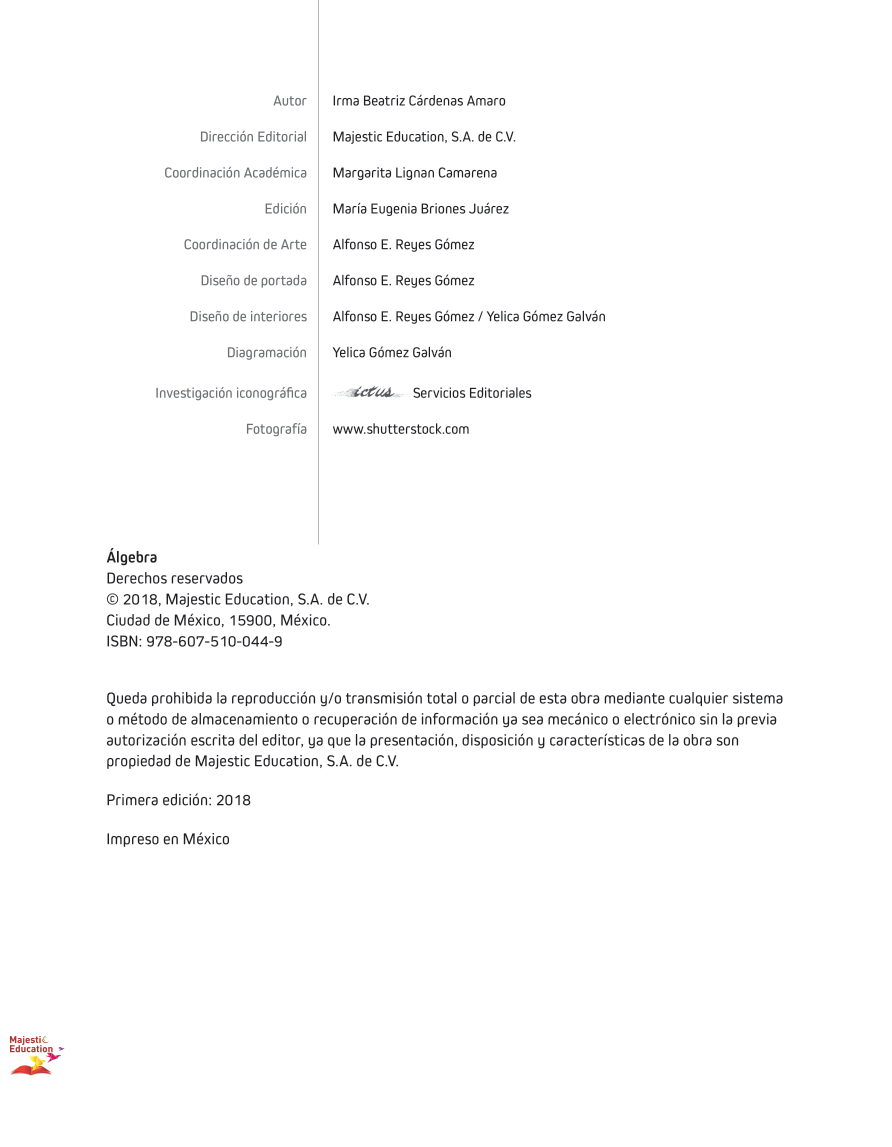 Autor Irma Beatriz Cárdenas Amaro
Dirección Editorial Majestic Education, S.A. de C.V.
Coordinación Académica Margarita Lignan Camarena
Edición María Eugenia Briones Juárez
Coordinación de Arte Alfonso E. Reyes Gómez
Diseño de portada Alfonso E. Reyes Gómez
Diseño de interiores Alfonso E. Reyes Gómez / Yelica Gómez Galván
Diagramación Yelica Gómez Galván
Investigación iconográfica ictus Servicios Editoriales
Fotografía www.shutterstock.com
Álgebra
Derechos reservados
© 2018, Majestic Education, S.A. de C.V.
Ciudad de México, 15900, México.
ISBN: 978-607-510-044-9
Queda prohibida la reproducción y/o transmisión total o parcial de esta obra mediante cualquier sistema
o método de almacenamiento o recuperación de información ya sea mecánico o electrónico sin la previa
autorización escrita del editor, ya que la presentación, disposición y características de la obra son
propiedad de Majestic Education, S.A. de C.V.
Primera edición: 2018
Impreso en México
Majestic
Education